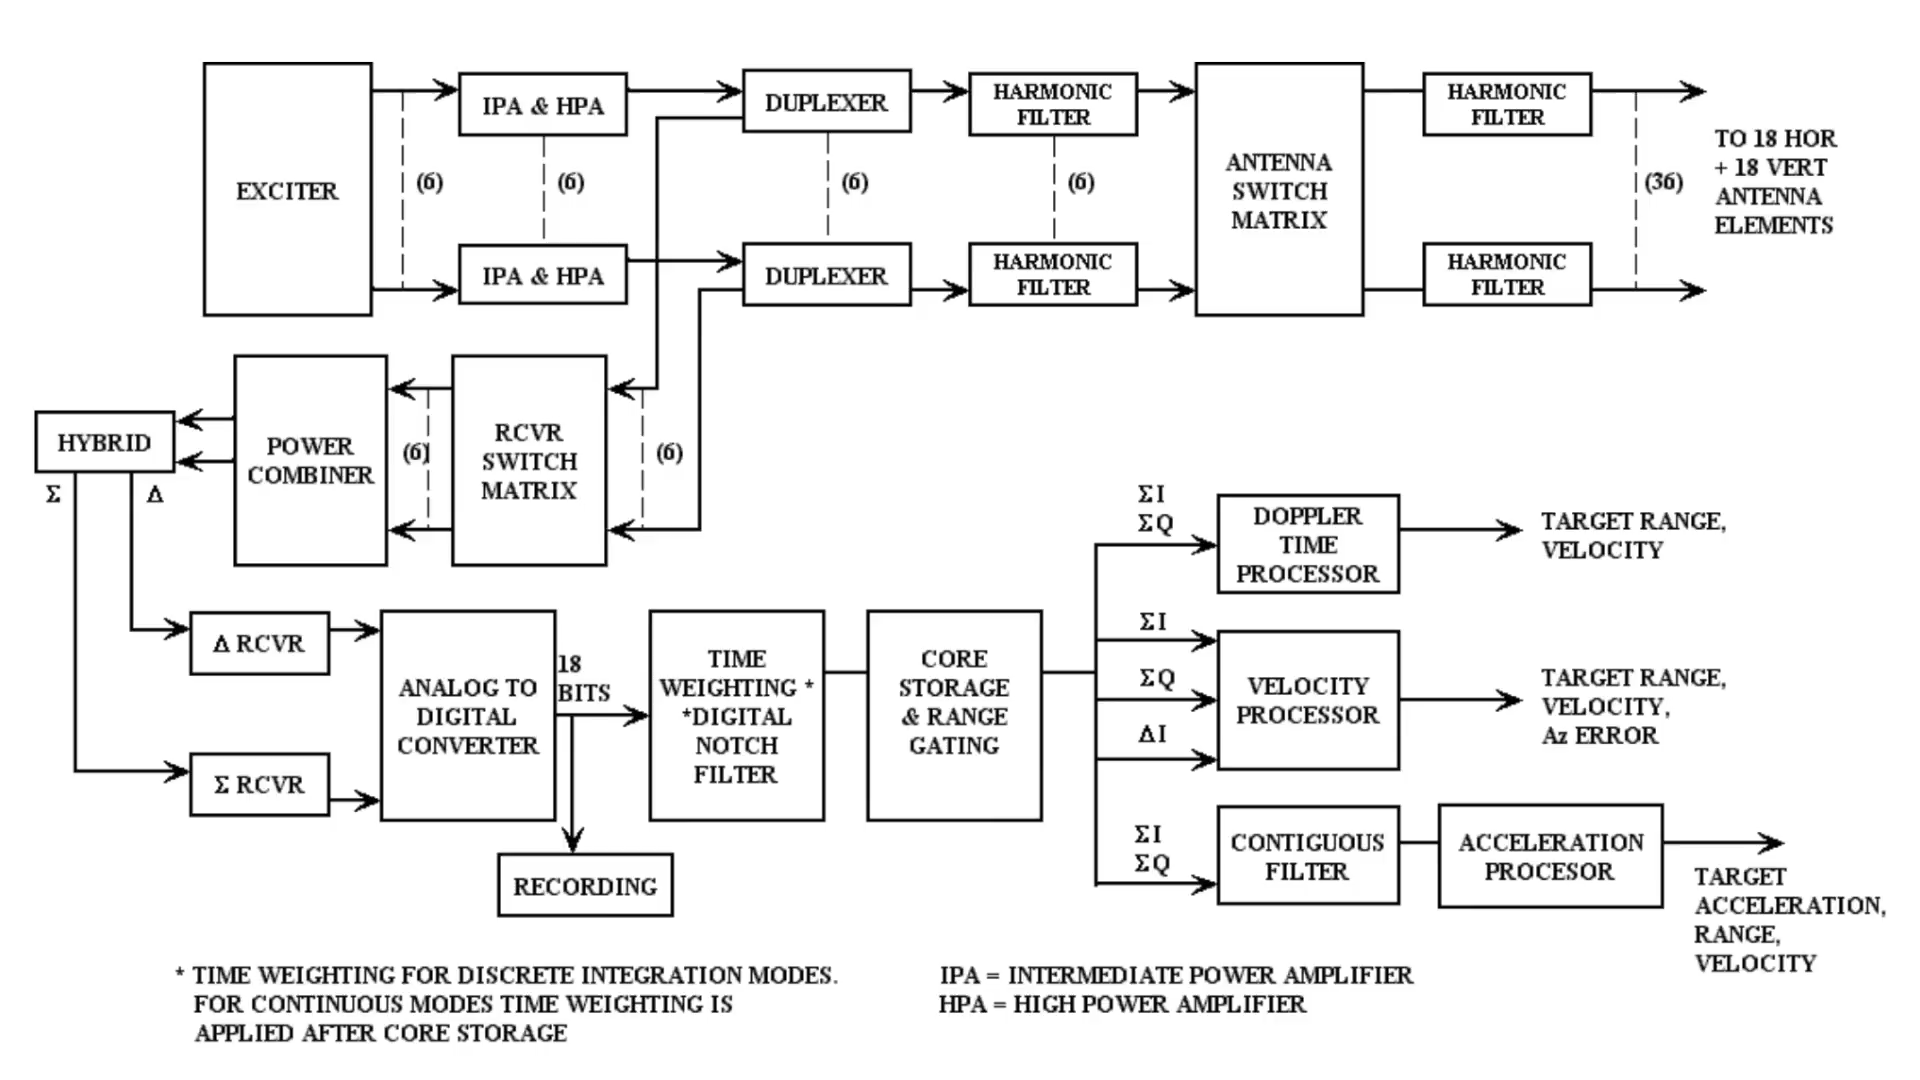 EXCITER
(6)
IPA & HPA
(6)
IPA & HPA
DUPLEXER
(6)
DUPLEXER
HARMONIC
FILTER
(6)
HARMONIC
FILTER
ANTENNA
SWITCH
MATRIX
HARMONIC
FILTER
HARMONIC
FILTER
(36)
TO 18 HOR
+ 18 VERT
ANTENNA
ELEMENTS
HYBRID
Σ
Δ
POWER
COMBINER
(6)
RCVR
SWITCH
MATRIX
(6)
Δ RCVR
Σ RCVR
ANALOG TO
DIGITAL
CONVERTER
18
BITS
RECORDING
TIME
WEIGHTING *
*DIGITAL
NOTCH
FILTER
CORE
STORAGE
& RANGE
GATING
ΣI
ΣQ
DOPPLER
TIME
PROCESSOR
TARGET RANGE,
VELOCITY
ΣI
ΣQ
ΔI
VELOCITY
PROCESSOR
TARGET RANGE,
VELOCITY,
Az ERROR
ΣI
ΣQ
CONTIGUOUS
FILTER
ACCELERATION
PROCESOR
TARGET
ACCELERATION,
RANGE,
VELOCITY
* TIME WEIGHTING FOR DISCRETE INTEGRATION MODES.
FOR CONTINUOUS MODES TIME WEIGHTING IS
APPLIED AFTER CORE STORAGE
IPA = INTERMEDIATE POWER AMPLIFIER
HPA = HIGH POWER AMPLIFIER